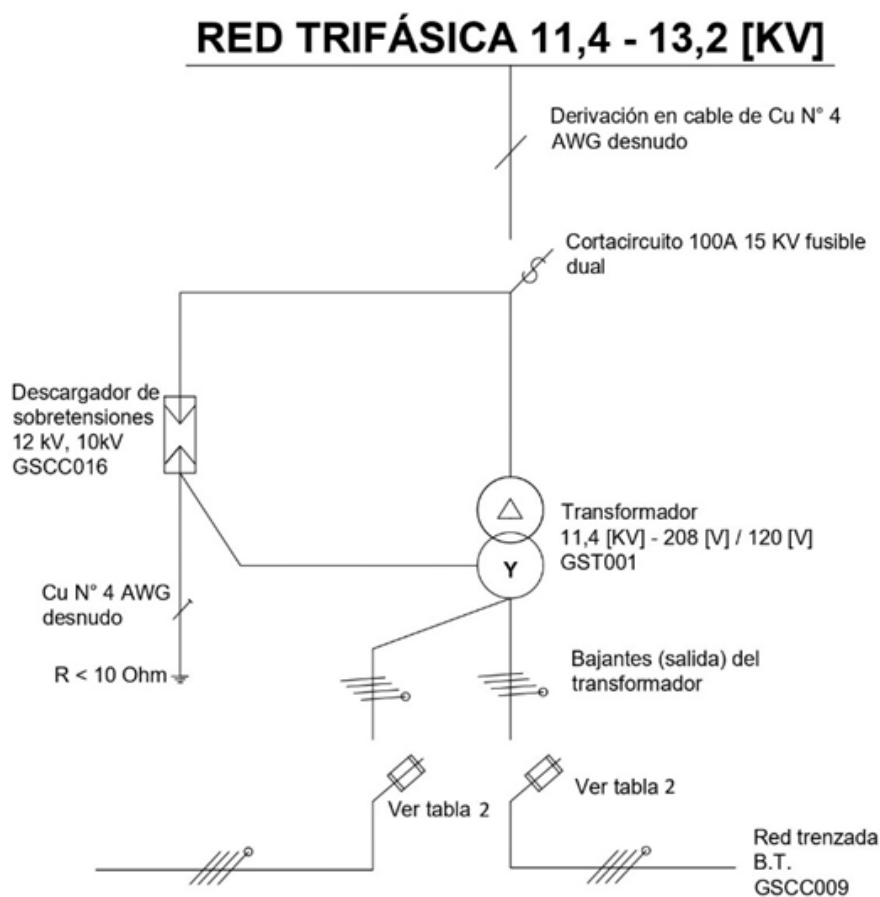 RED TRIFÁSICA 11,4 - 13,2 [KV]
Derivación en cable de Cu N° 4
AWG desnudo
Cortacircuito 100A 15 KV fusible
dual
Descargador de
sobretensiones
12 kV, 10kV
GSCC016
Transformador
11,4 [KV] - 208 [V] / 120 [V]
GST001
Y
Cu N° 4 AWG
desnudo
R < 10 Ohm
Bajantes (salida) del
transformador
Ver tabla 2
Ver tabla 2
Red trenzada
B.T.
GSCC009